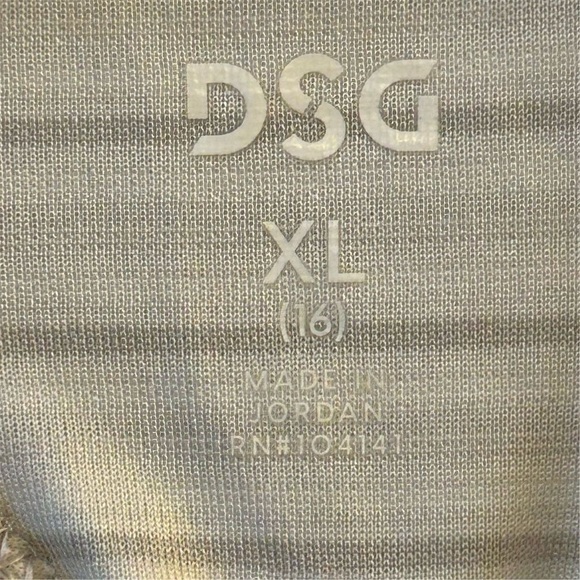 DSG
XL
(16)
MADE IN
JORDAN
RN#104141